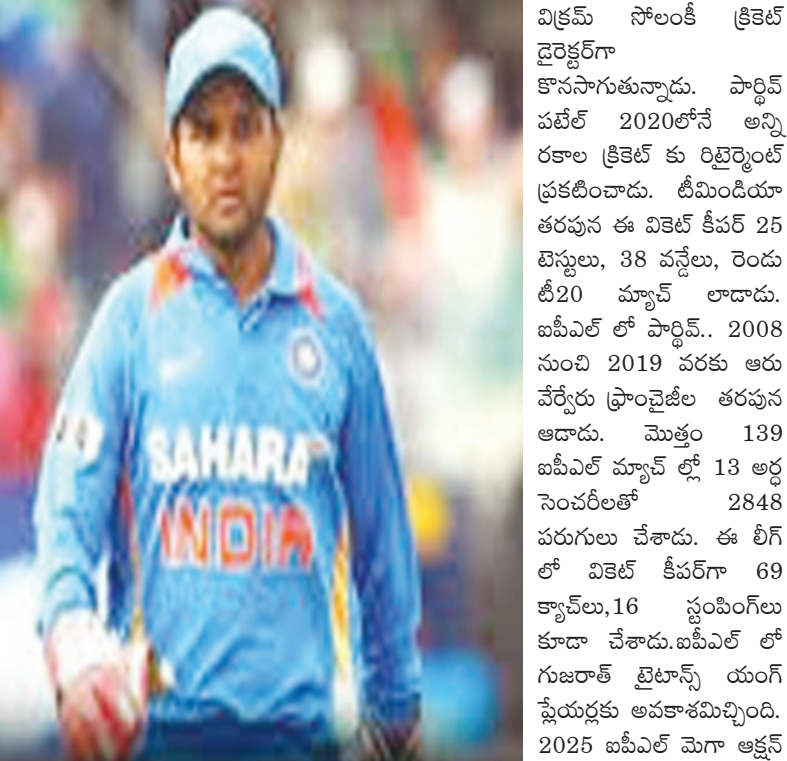 SAHARA
INDIA
విక్రమ్ సోలంకీ క్రికెట్
డైరెక్టర్‌గా
కొనసాగుతున్నాడు. పార్థివ్
పటేల్ 2020లోనే అన్ని
రకాల క్రికెట్ కు రిటైర్మెంట్
ప్రకటించాడు. టీమిండియా
తరపున ఈ వికెట్ కీపర్ 25
టెస్టులు, 38 వన్డేలు, రెండు
టీ20 మ్యాచ్ లాడాడు.
ఐపీఎల్ లో పార్థివ్.. 2008
నుంచి 2019 వరకు ఆరు
వేర్వేరు ఫ్రాంచైజీల తరపున
ఆడాడు. మొత్తం 139
ఐపీఎల్ మ్యాచ్ ల్లో 13 అర్ధ
సెంచరీలతో 2848
పరుగులు చేశాడు. ఈ లీగ్
లో వికెట్ కీపర్‌గా 69
క్యాచ్‌లు,16 స్టంపింగ్‌లు
కూడా చేశాడు.ఐపీఎల్ లో
గుజరాత్ టైటాన్స్ యంగ్
ప్లేయర్లకు అవకాశమిచ్చింది.
2025 ఐపీఎల్ మెగా ఆక్షన్